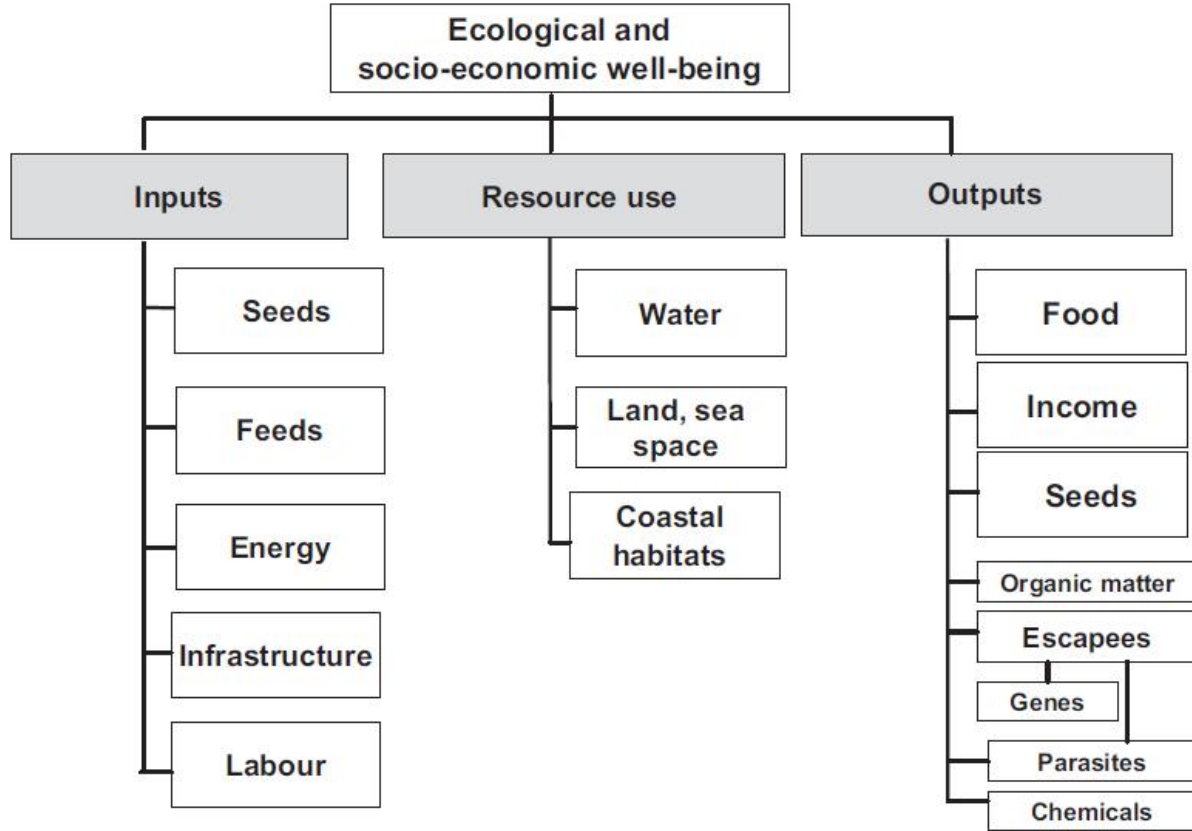 Ecological and
socio-economic well-being
Inputs
Resource use
Outputs
Seeds
Feeds
Energy
Infrastructure
Labour
Water
Land, sea
space
Coastal
habitats
Food
Income
Seeds
Organic matter
Escapees
Genes
Parasites
Chemicals